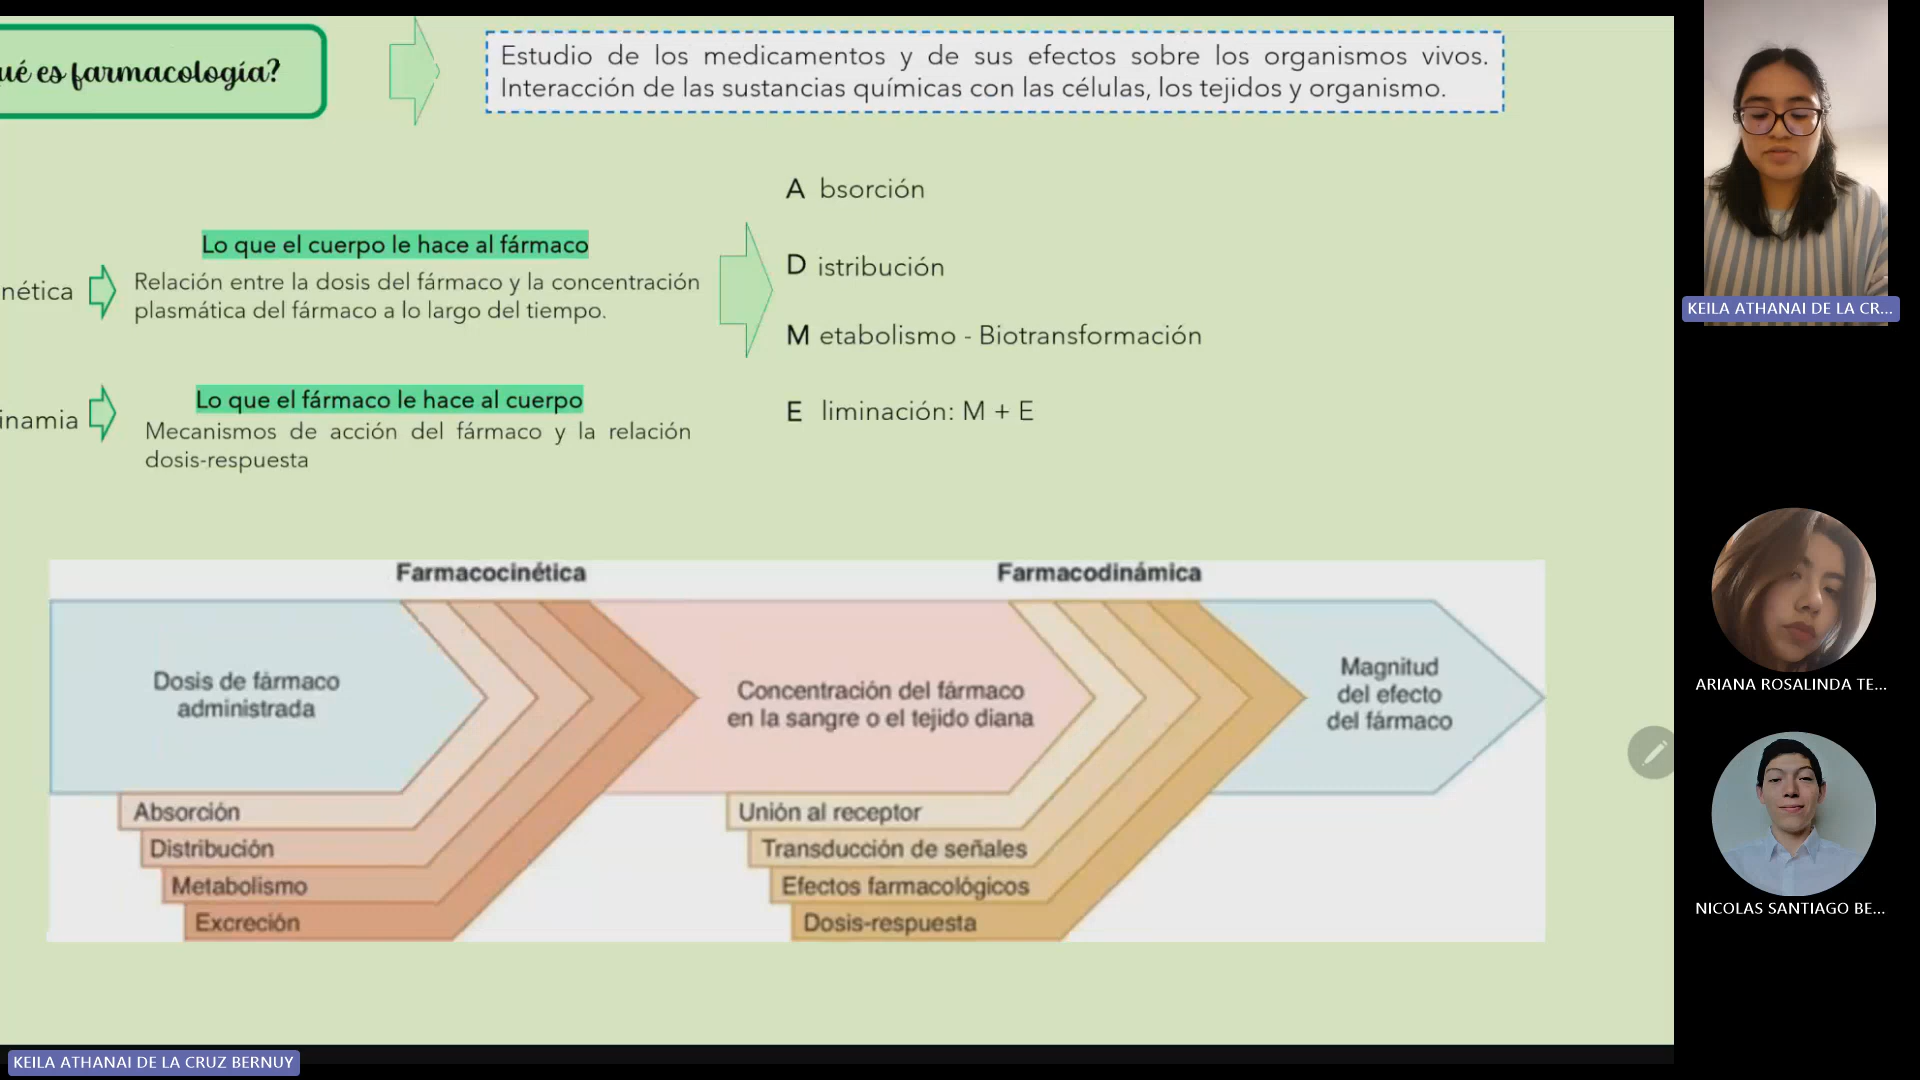 ué es farmacología?
Estudio de los medicamentos y de sus efectos sobre los organismos vivos.
Interacción de las sustancias químicas con las células, los tejidos y organismo.
A bsorción
D istribución
M etabolismo - Biotransformación
E liminación: M + E
Lo que el cuerpo le hace al fármaco
nética
Relación entre la dosis del fármaco y la concentración
plasmática del fármaco a lo largo del tiempo.
Lo que el fármaco le hace al cuerpo
inamia
Mecanismos de acción del fármaco y la relación
dosis-respuesta
Farmacocinética
Farmacodinámica
Dosis de fármaco
administrada
Concentración del fármaco
en la sangre o el tejido diana
Magnitud
del efecto
del fármaco
Absorción
Distribución
Metabolismo
Excreción
Unión al receptor
Transducción de señales
Efectos farmacológicos
Dosis-respuesta
KEILA ATHANAI DE LA CR...
ARIANA ROSALINDA TE...
NICOLAS SANTIAGO BE...
KEILA ATHANAI DE LA CRUZ BERNUY